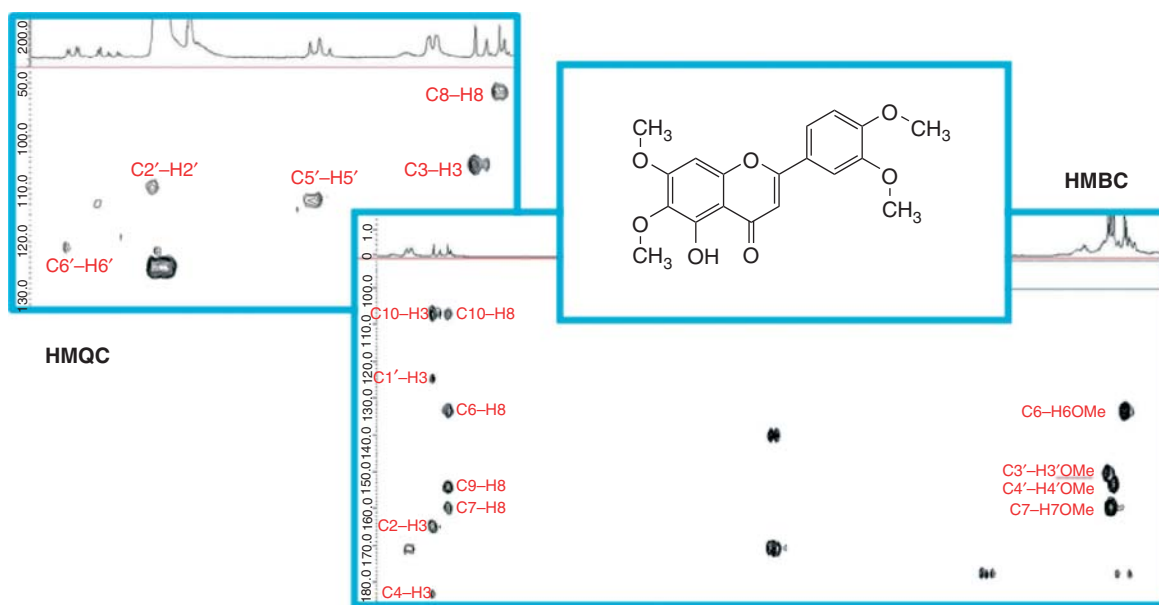 200.0
50.0
100.0
110.0
120.0
130.0
C8–H8
C3–H3
C2′–H2′
C5′–H5′
C6′–H6′
HMQC
OCH₃
O
OCH₃
CH₃
O
O
CH₃
O
CH₃
O
CH₃
OH
O
HMBC
1.0
0
100.0
110.0
120.0
130.0
140.0
150.0
160.0
170.0
180.0
C10–H3
C10–H8
C1′–H3
C6–H8
C9–H8
C7–H8
C2–H3
C4–H3
C6–H6OMe
C3′–H3′OMe
C4′–H4′OMe
C7–H7OMe